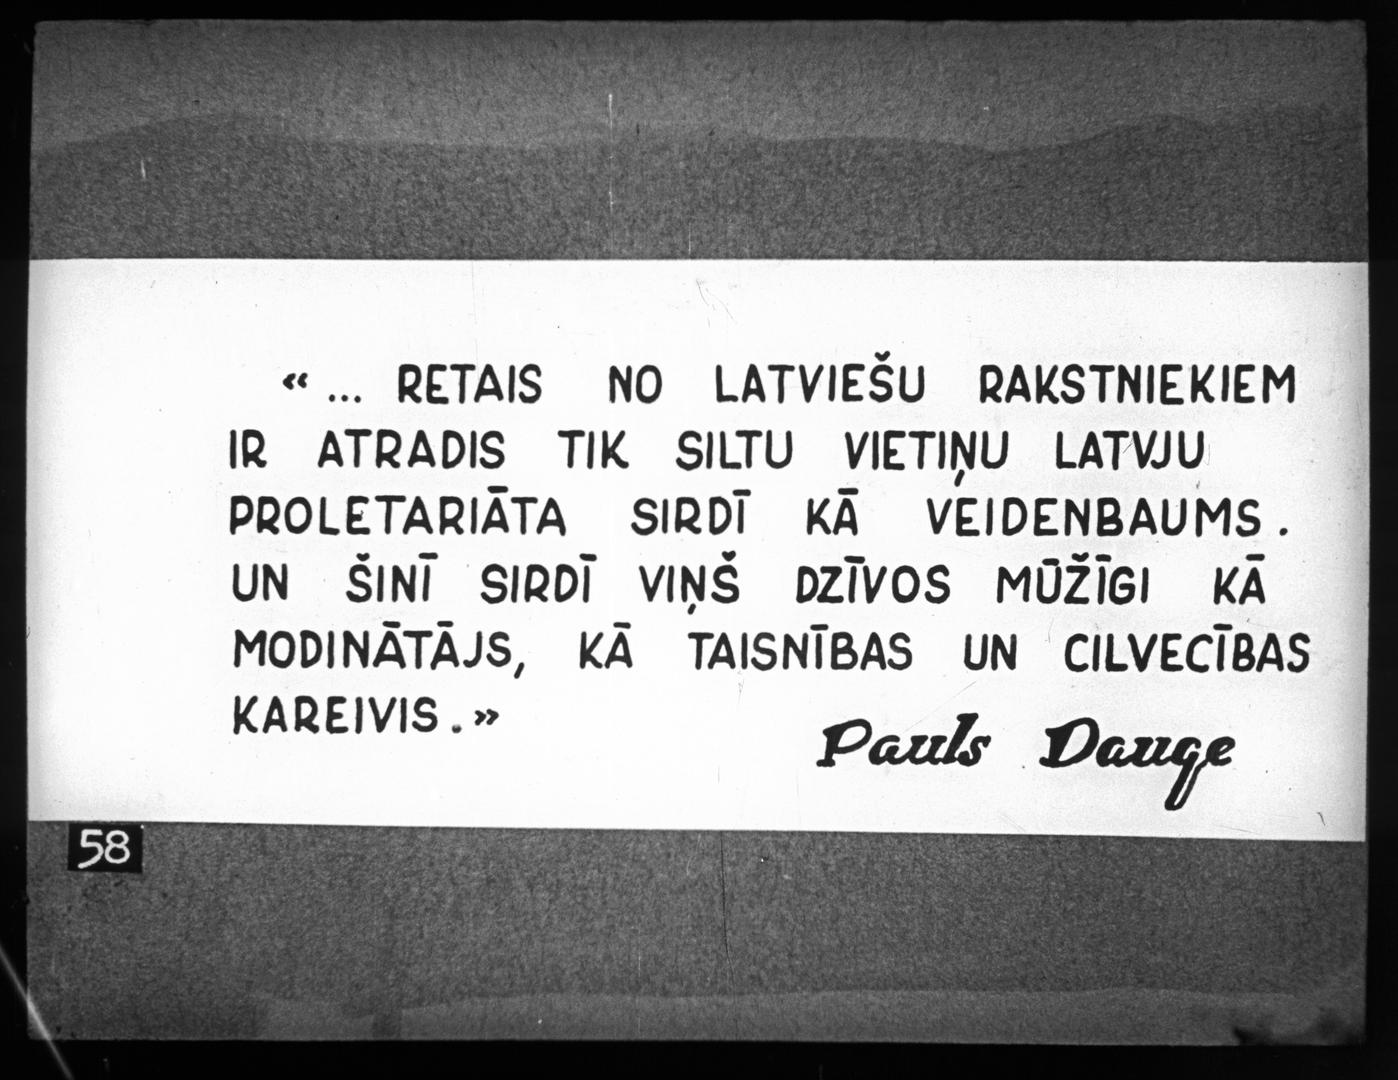 « ... RETAIS NO LATVIEŠU RAKSTNIEKIEM
IR ATRADIS TIK SILTU VIETIŅU LATVJU
PROLETARIĀTA SIRDĪ KĀ VEIDENBAUMS.
UN ŠINĪ SIRDĪ VIŅŠ DZĪVOS MŪŽĪGI KĀ
MODINĀTĀJS, KĀ TAISNĪBAS UN CILVECĪBAS
KAREIVIS.»
Pauls Dauge
58